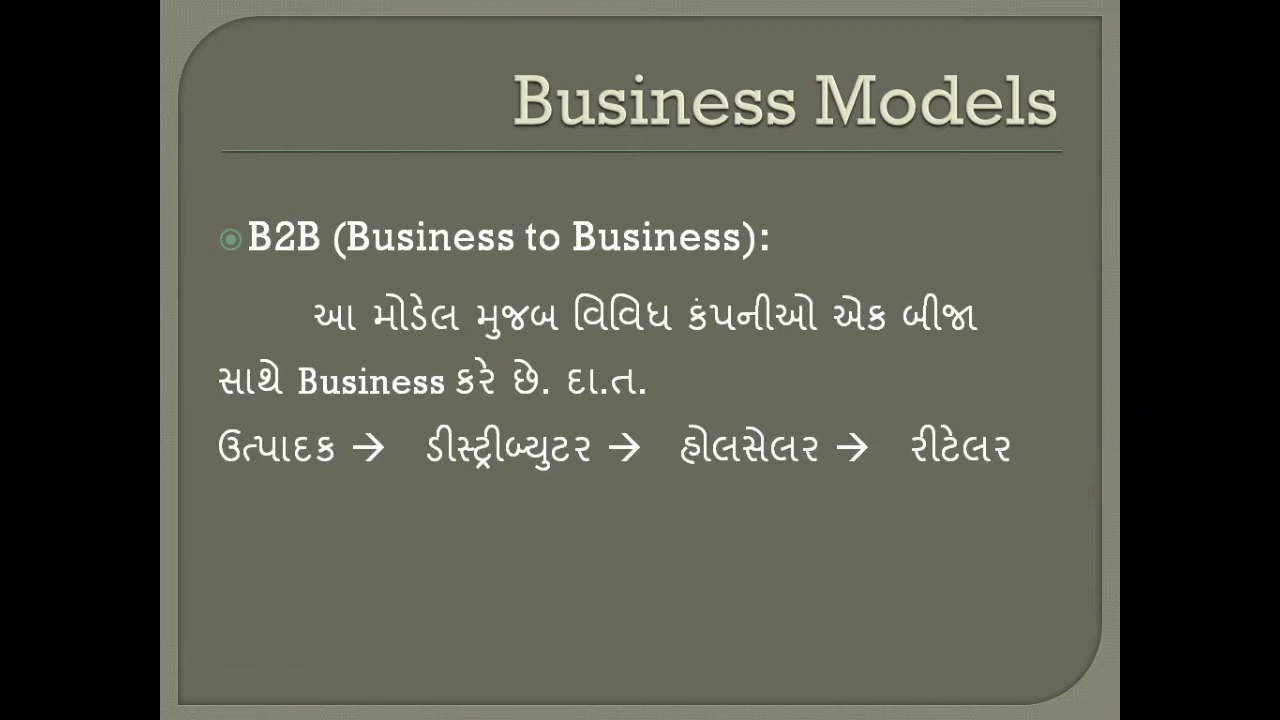 Business Models
B2B (Business to Business):
આ મોડેલ મુજબ વિવિધ કંપનીઓ એક બીજા
સાથે Business કરે છે. દા.ત.
ઉત્પાદક → ડીસ્ટ્રીબ્યુટર → હોલસેલર → રીટેલર